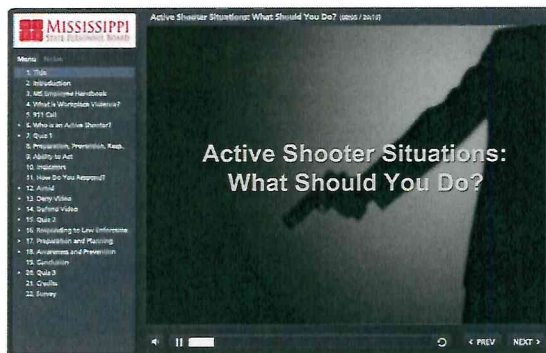 MISSISSIPPI
STATE PERSONNEL BOARD
Active Shooter Situations: What Should You Do?
Menu Notes
1. Title
2. Introduction
3. MS Employee Handbook
4. What is Workplace Violence?
5. 911 Call
6. Who is an Active Shooter?
7. Quiz 1
8. Preparation, Prevention, Resp.
9. Ability to Act
10. Indicators
11. How Do You Respond?
12. Avoid
13. Deny Video
14. Defend Video
15. Quiz 2
16. Responding to Law Enforceme
17. Preparation and Planning
18. Awareness and Prevention
19. Conclusion
20. Quiz 3
21. Credits
22. Survey
Active Shooter Situations:
What Should You Do?
< PREV
NEXT >